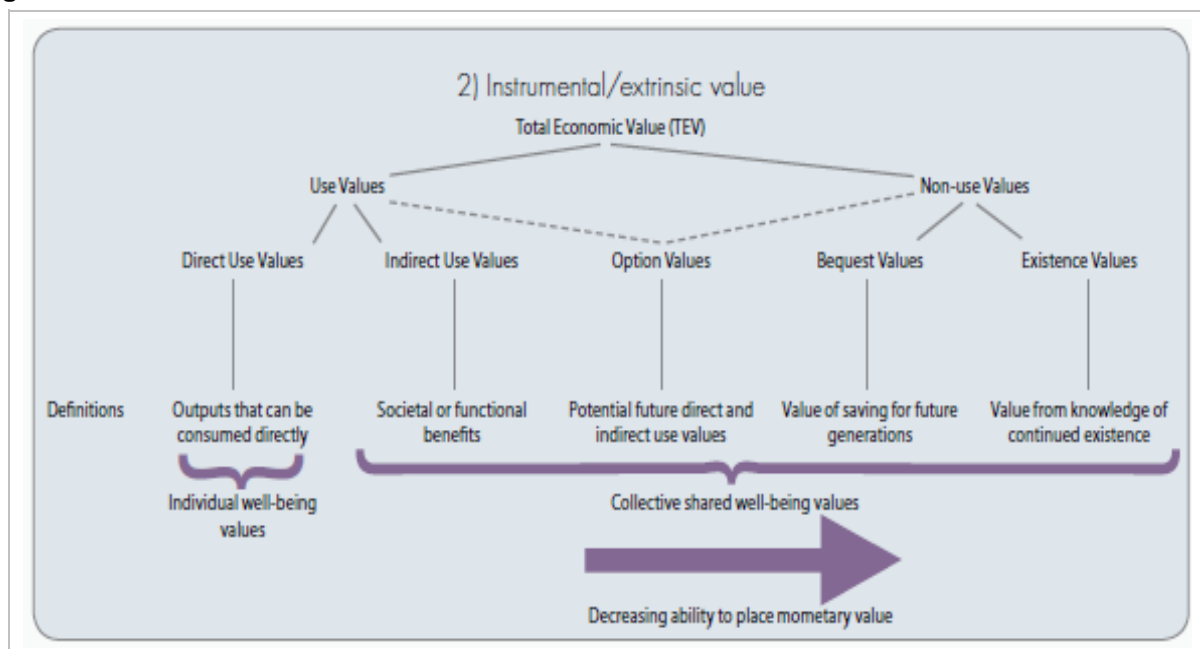 2) Instrumental/extrinsic value
Total Economic Value (TEV)
Use Values
Non-use Values
Direct Use Values
Indirect Use Values
Option Values
Bequest Values
Existence Values
Definitions
Outputs that can be
consumed directly
Societal or functional
benefits
Potential future direct and
indirect use values
Value of saving for future
generations
Value from knowledge of
continued existence
Individual well-being
values
Collective shared well-being values
Decreasing ability to place mometary value